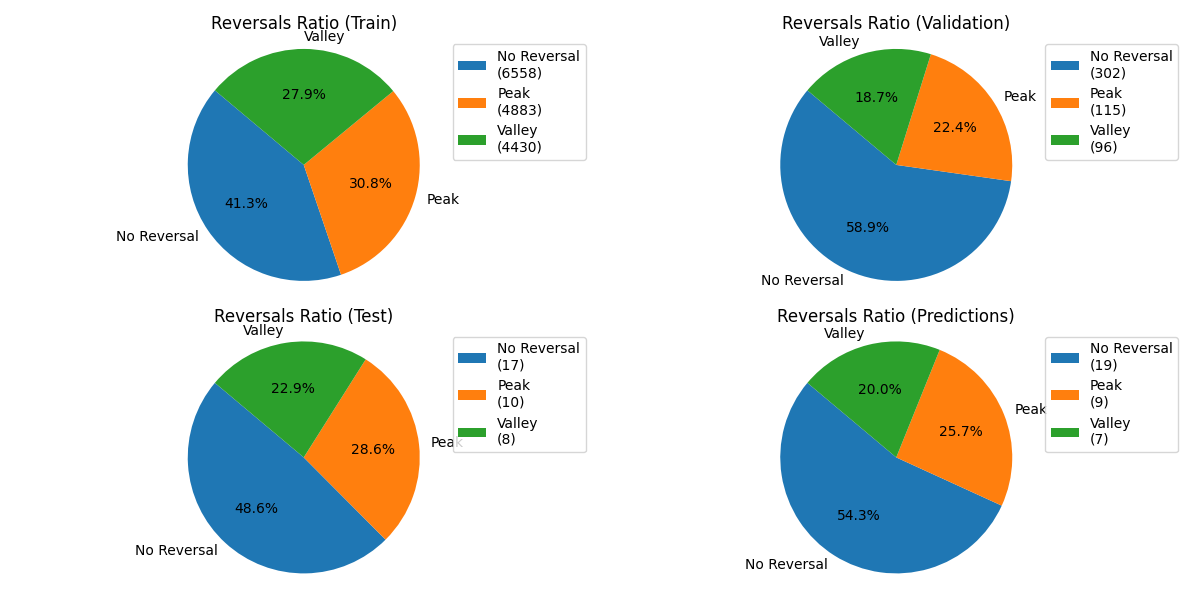 Reversals Ratio (Train)
Valley
27.9%
30.8%
41.3%
Peak
No Reversal
No Reversal
(6558)
Peak
(4883)
Valley
(4430)
Reversals Ratio (Validation)
Valley
18.7%
22.4%
58.9%
Peak
No Reversal
No Reversal
(302)
Peak
(115)
Valley
(96)
Reversals Ratio (Test)
Valley
22.9%
28.6%
48.6%
Peak
No Reversal
No Reversal
(17)
Peak
(10)
Valley
(8)
Reversals Ratio (Predictions)
Valley
20.0%
25.7%
54.3%
Peak
No Reversal
No Reversal
(19)
Peak
(9)
Valley
(7)